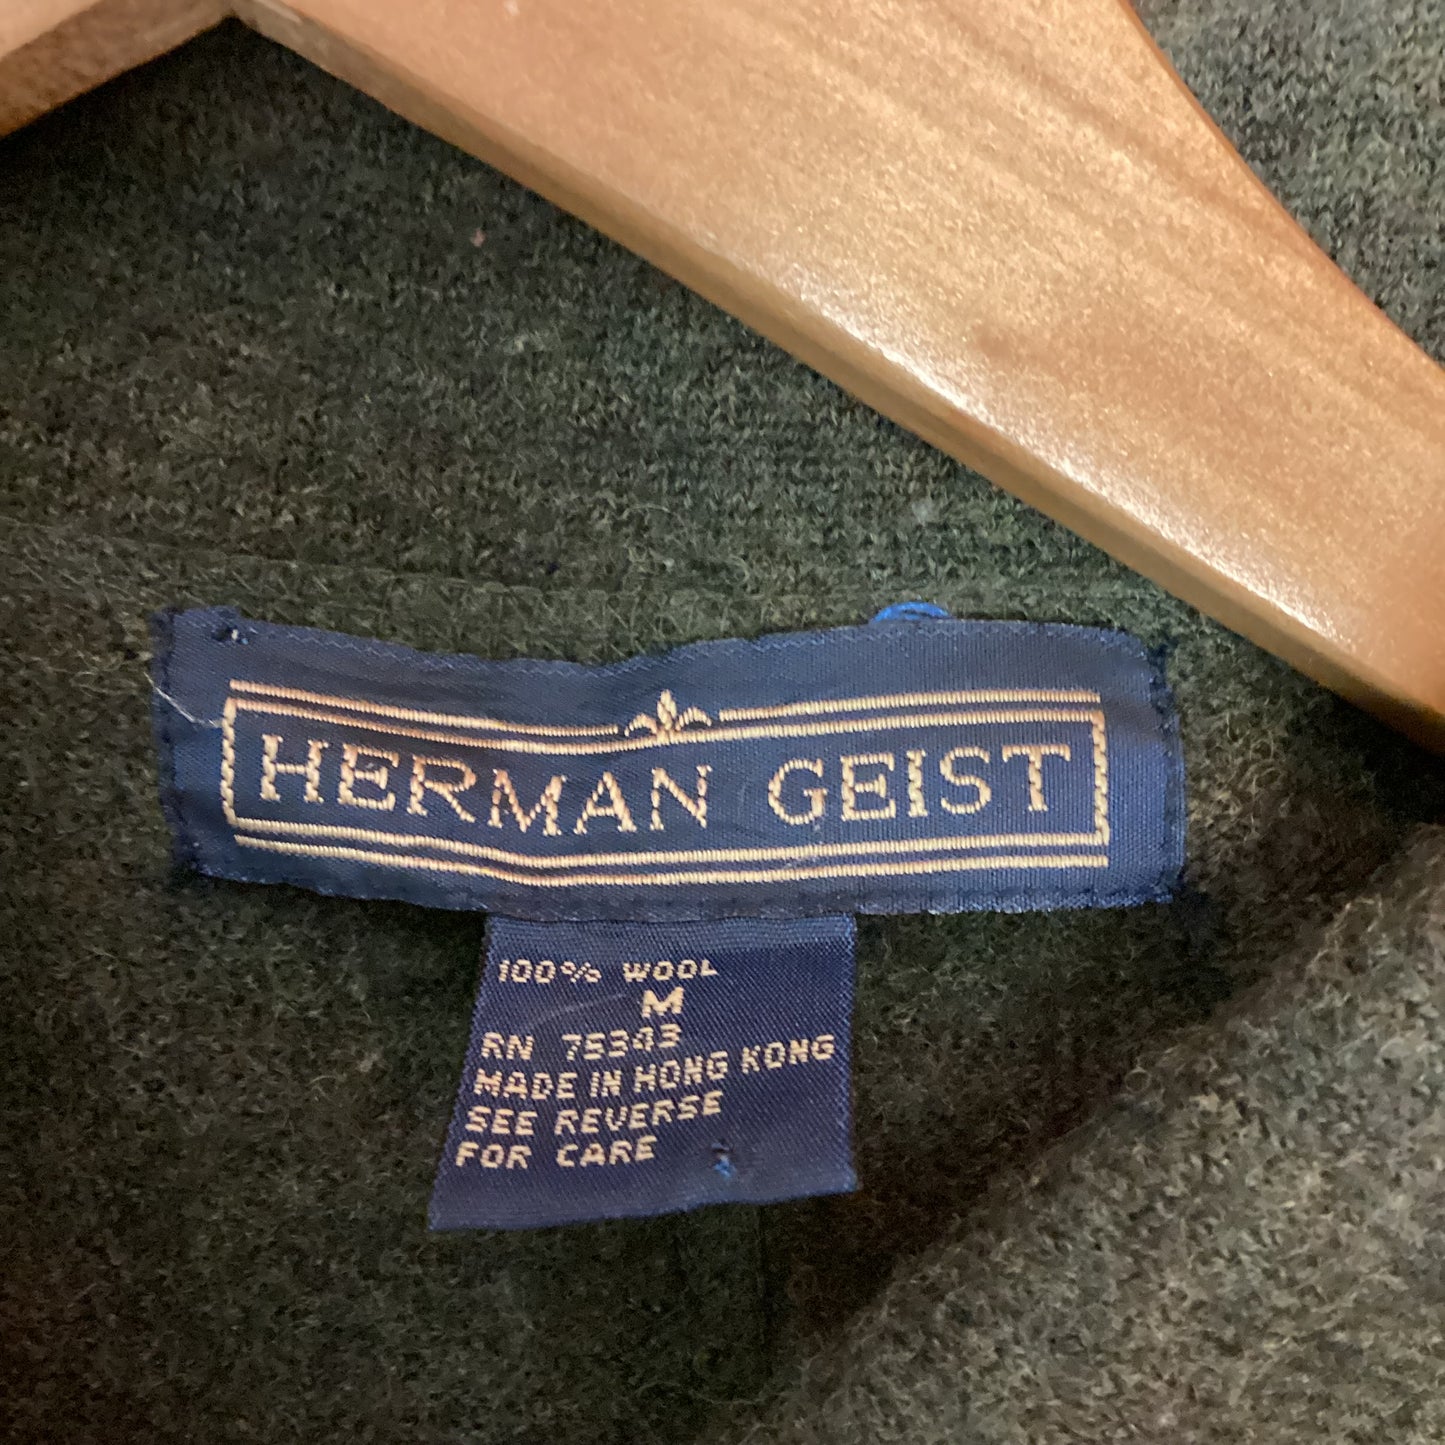 HERMAN GEIST
100% WOOL
M
RN 75343
MADE IN HONG KONG
SEE REVERSE
FOR CARE